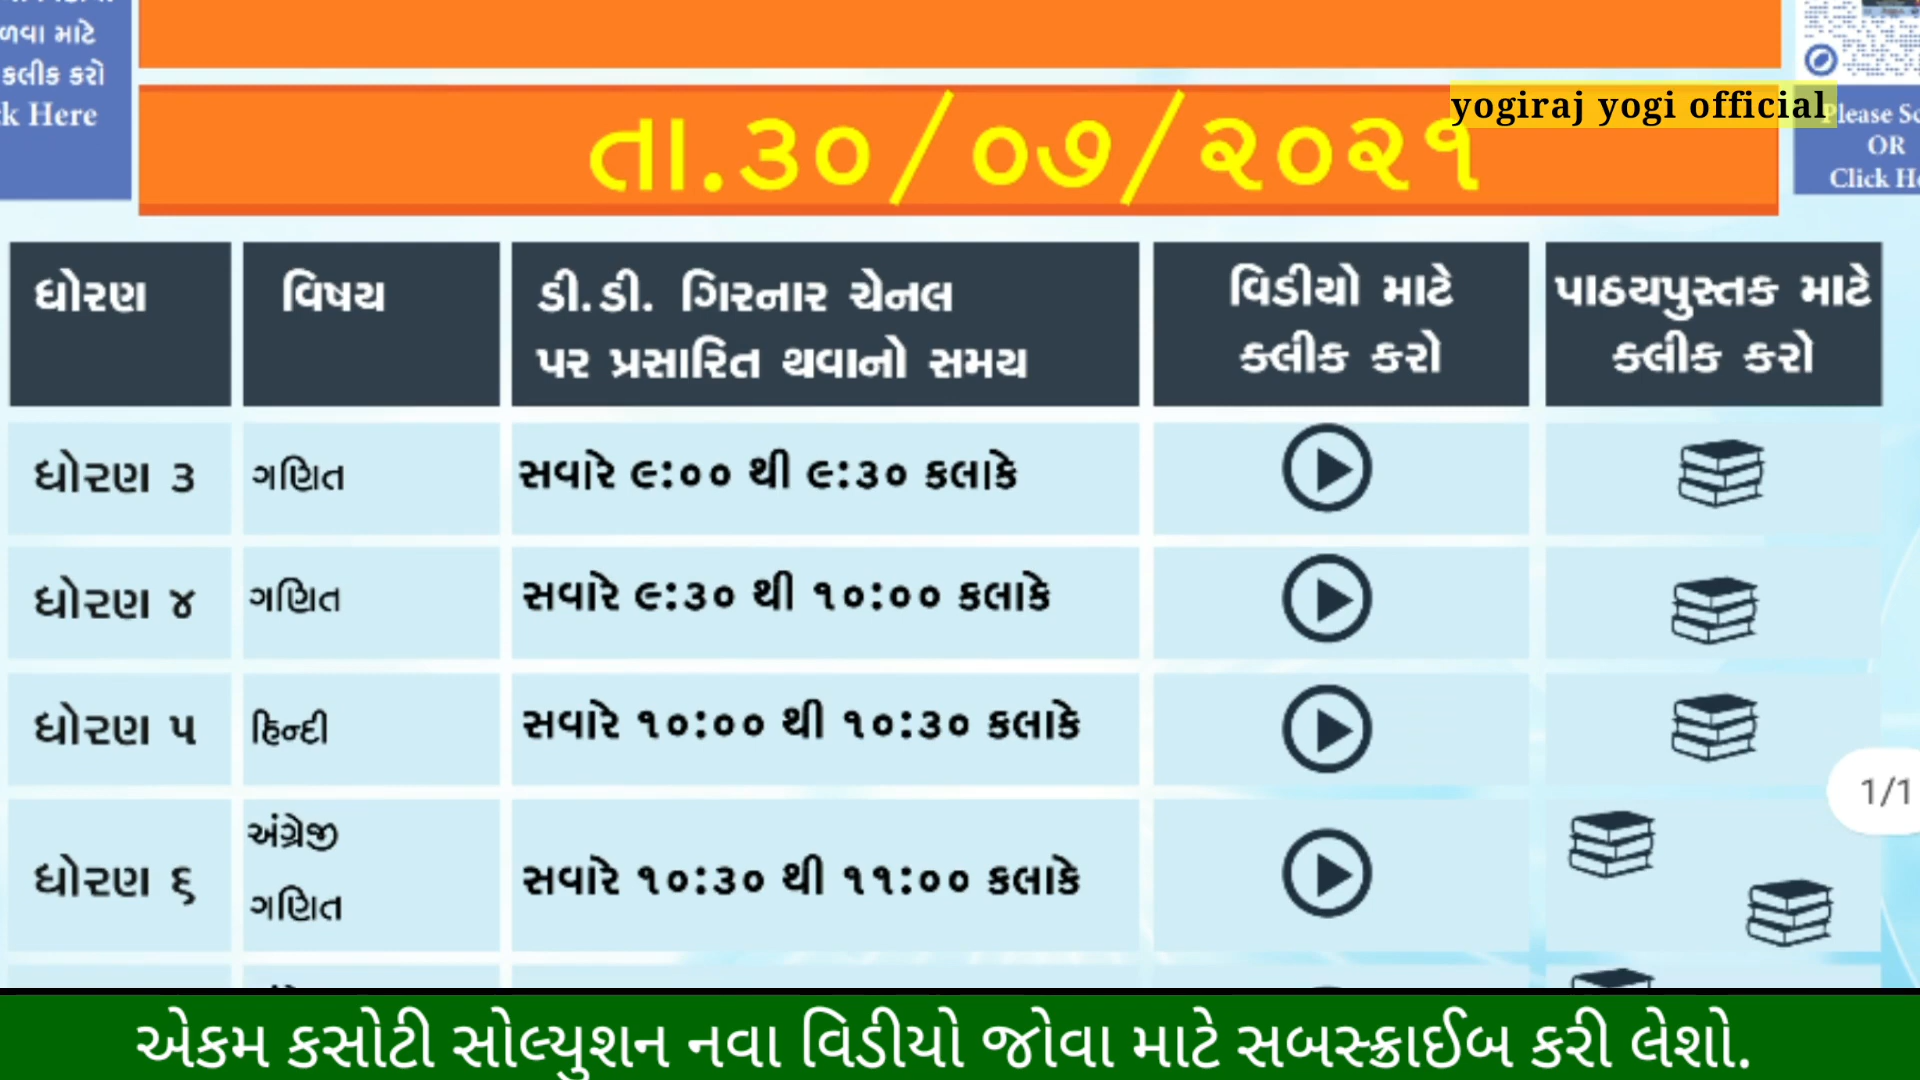 ળવા માટે
કલીક કરો
k Here
yogiraj yogi official
Please Sc
OR
Click He
તા.૩૦/૦૭/૨૦૨૧
ધોરણ વિષય ડી.ડી. ગિરનાર ચેનલ પર પ્રસારિત થવાનો સમય વિડીયો માટે ક્લીક કરો પાઠયપુસ્તક માટે ક્લીક કરો
ધોરણ ૩ ગણિત સવારે ૯:૦૦ થી ૯:૩૦ કલાકે
ધોરણ ૪ ગણિત સવારે ૯:૩૦ થી ૧૦:૦૦ કલાકે
ધોરણ ૫ હિન્દી સવારે ૧૦:૦૦ થી ૧૦:૩૦ કલાકે
ધોરણ ૬ અંગ્રેજી ગણિત સવારે ૧૦:૩૦ થી ૧૧:૦૦ કલાકે
1/1
એકમ કસોટી સોલ્યુશન નવા વિડીયો જોવા માટે સબસ્ક્રાઈબ કરી લેશો.